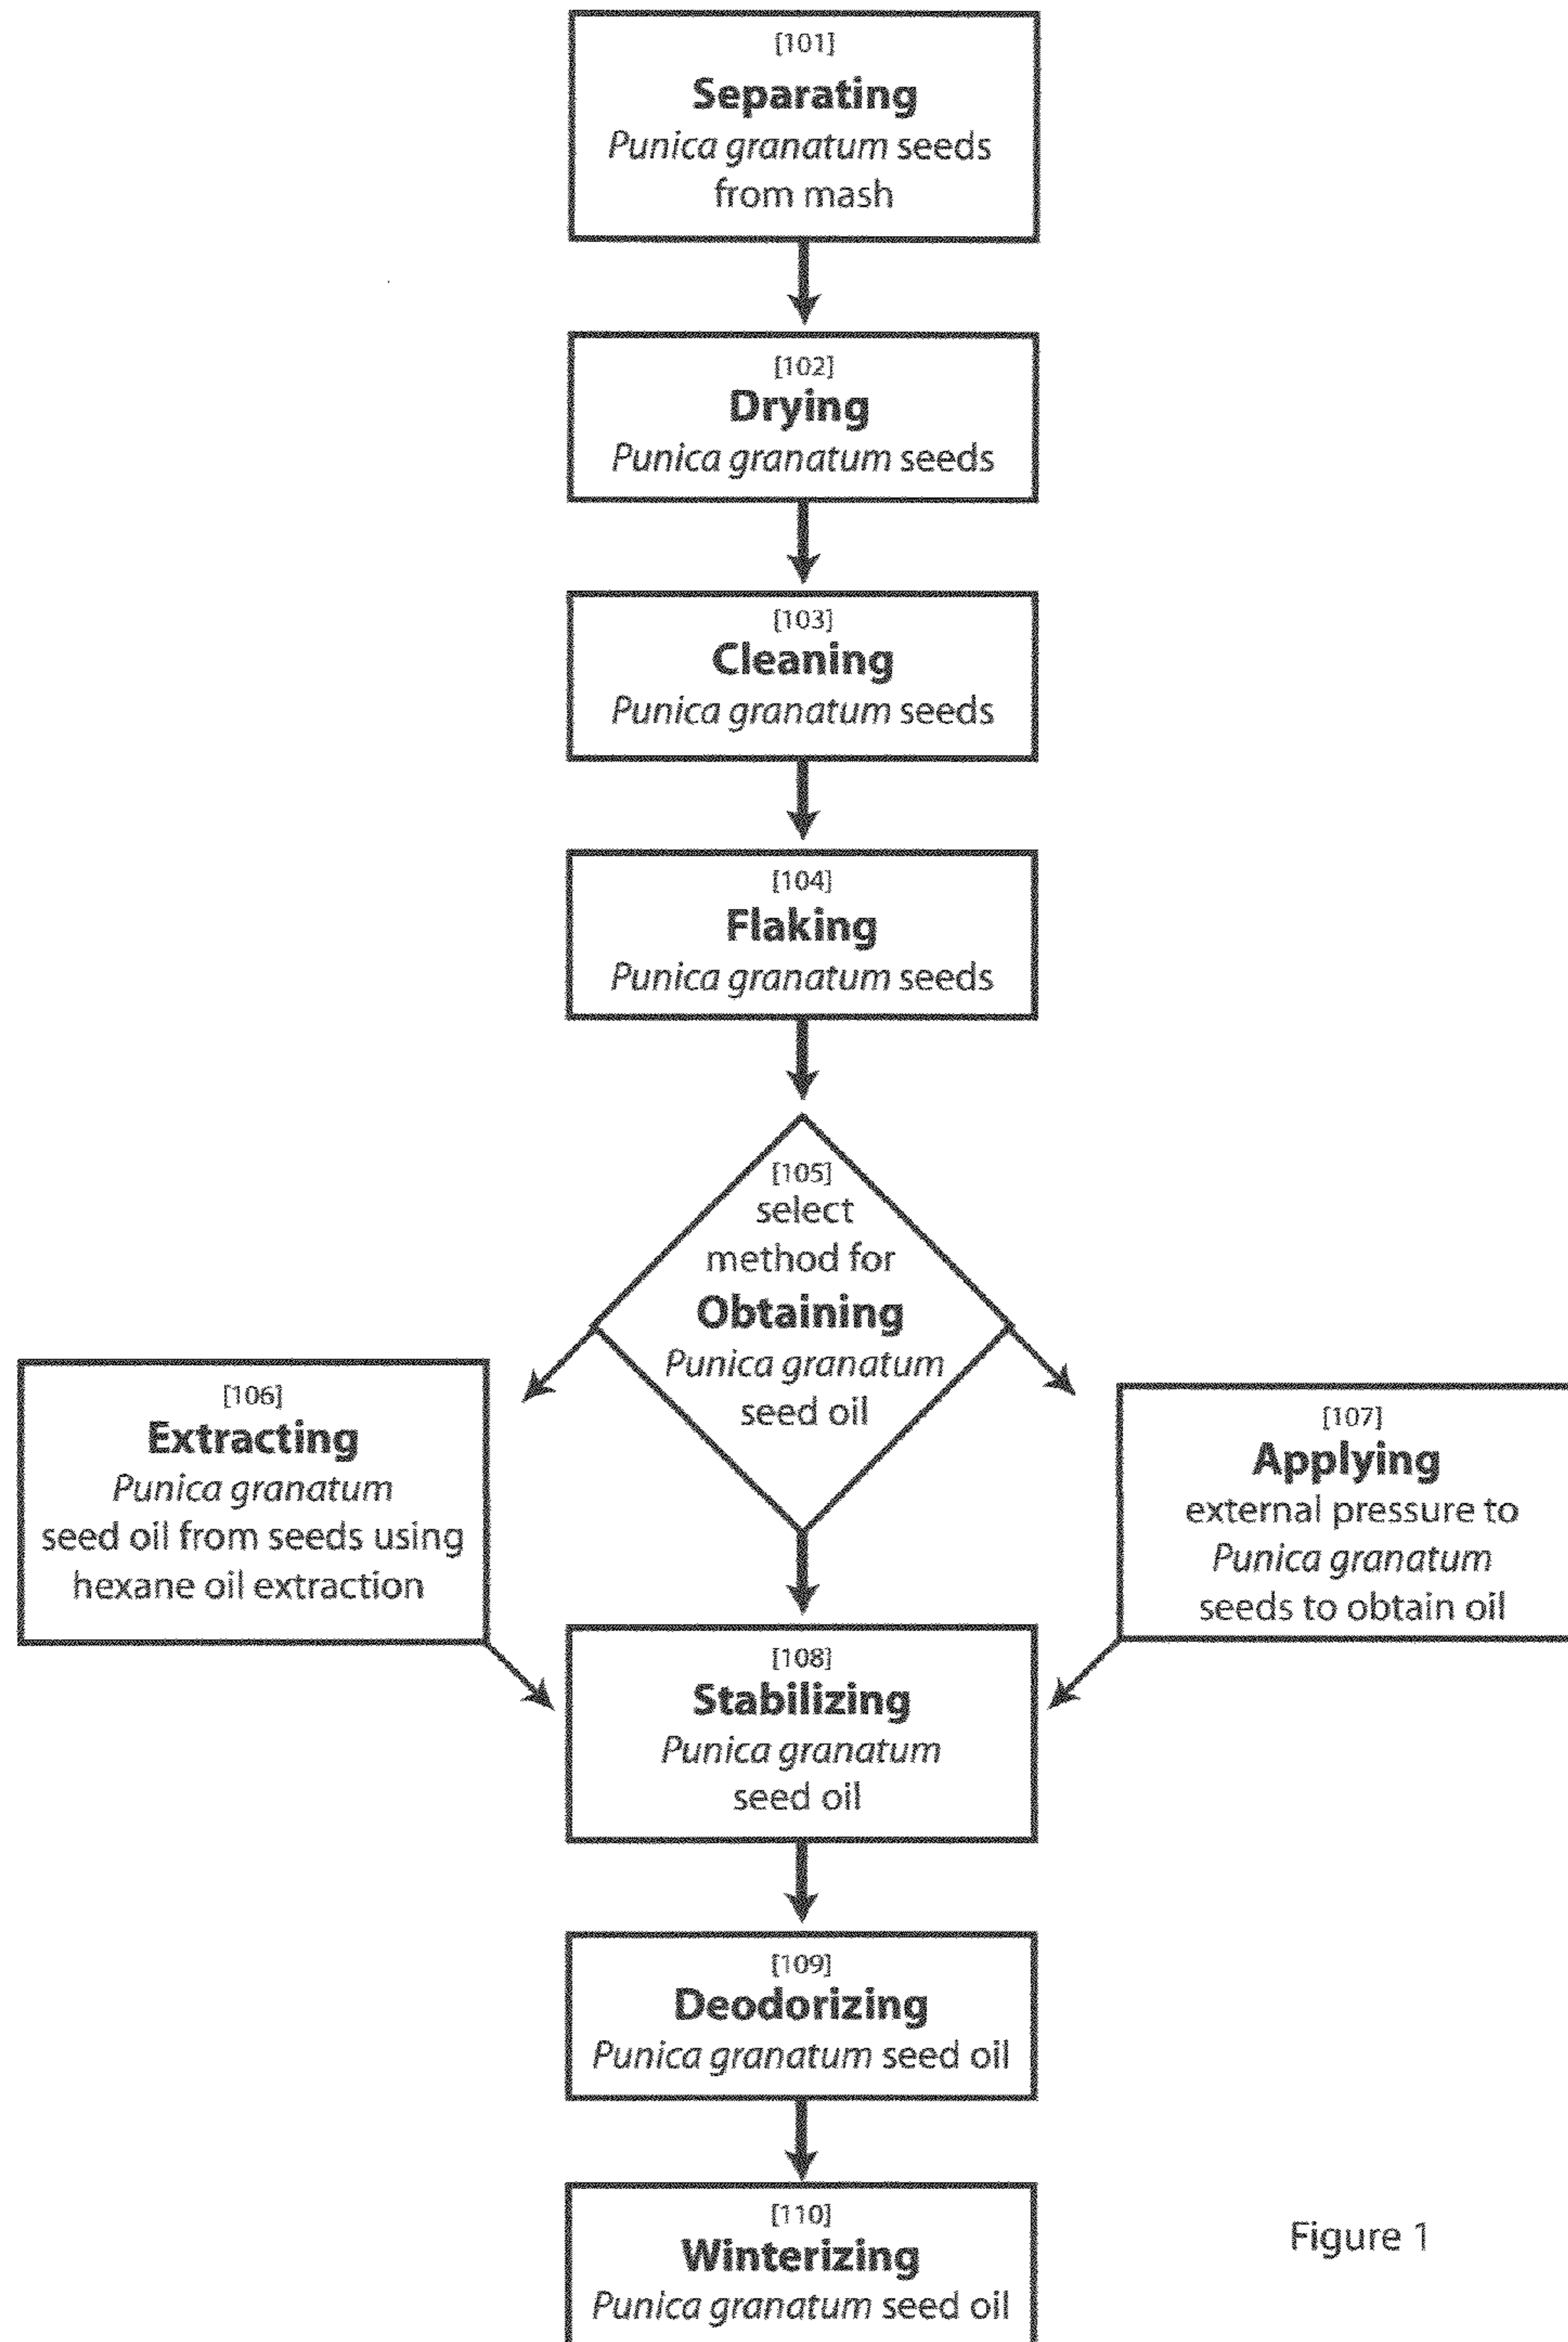 [101]
Separating
Punica granatum seeds
from mash
[102]
Drying
Punica granatum seeds
[103]
Cleaning
Punica granatum seeds
[104]
Flaking
Punica granatum seeds
[105]
select
method for
Obtaining
Punica granatum
seed oil
[106]
Extracting
Punica granatum
seed oil from seeds using
hexane oil extraction
[107]
Applying
external pressure to
Punica granatum
seeds to obtain oil
[108]
Stabilizing
Punica granatum
seed oil
[109]
Deodorizing
Punica granatum seed oil
[110]
Winterizing
Punica granatum seed oil
Figure 1